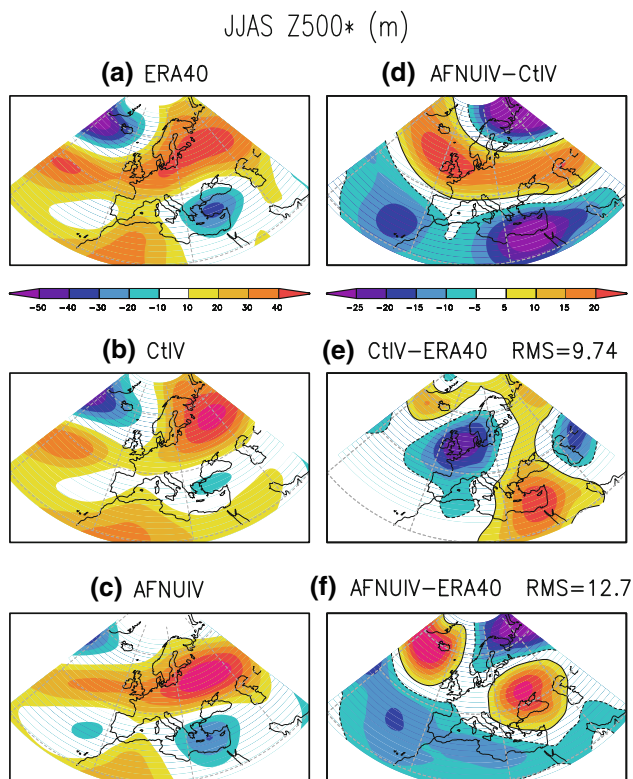 JJAS Z500* (m)
(a) ERA40
(d) AFNUIV-CtlV
-50 -40 -30 -20 -10 10 20 30 40
-25 -20 -15 -10 -5 5 10 15 20
(b) CtlV
(e) CtlV-ERA40 RMS=9.74
(c) AFNUIV
(f) AFNUIV-ERA40 RMS=12.7